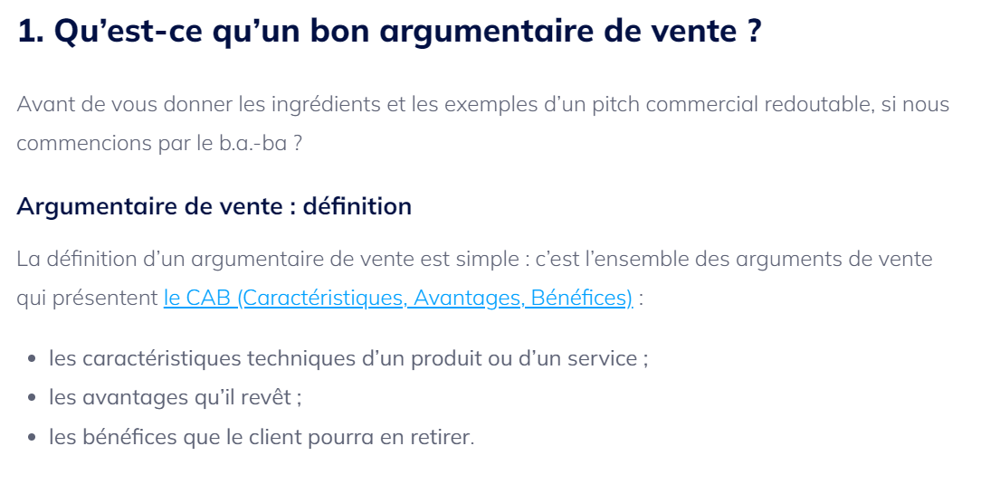 1. Qu’est-ce qu’un bon argumentaire de vente ?
Avant de vous donner les ingrédients et les exemples d’un pitch commercial redoutable, si nous
commencions par le b.a.-ba ?
Argumentaire de vente : définition
La définition d’un argumentaire de vente est simple : c’est l’ensemble des arguments de vente
qui présentent le CAB (Caractéristiques, Avantages, Bénéfices) :
• les caractéristiques techniques d’un produit ou d’un service ;
• les avantages qu’il revêt ;
• les bénéfices que le client pourra en retirer.